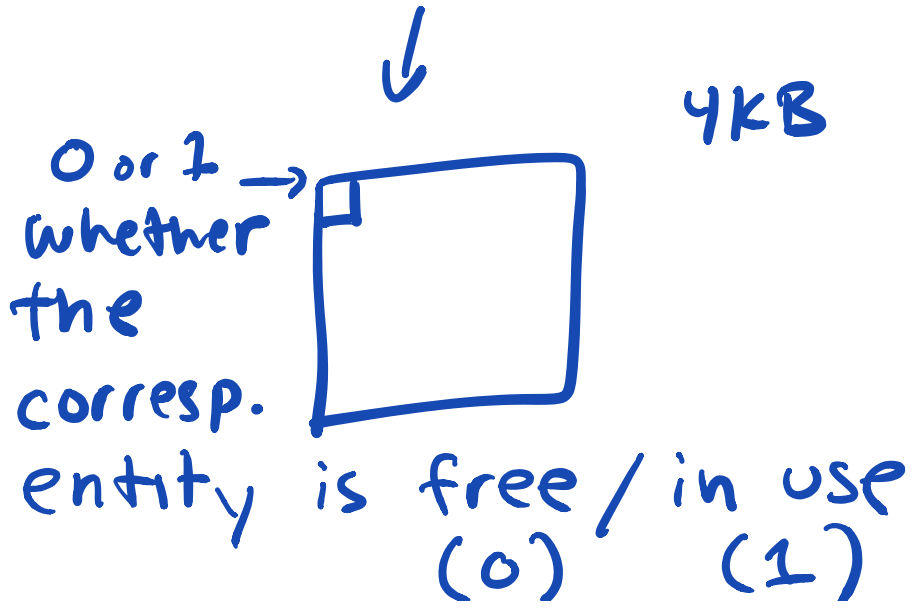 4KB
0 or 1
whether
the
corresp.
entity is free / in use
(0) (1)